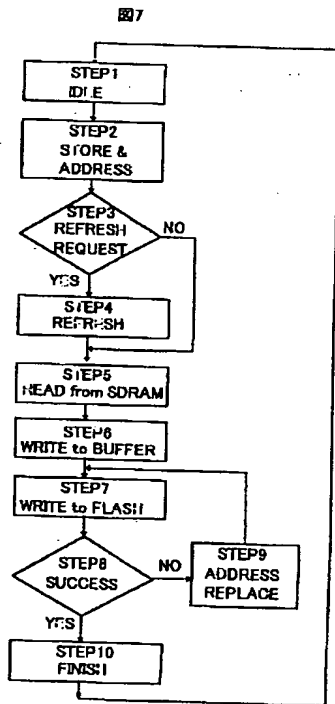 図7
STEP1
IDLE
STEP2
STORE &
ADDRESS
STEP3
REFRESH
REQUEST
NO
YES
STEP4
REFRESH
STEP5
READ from SDRAM
STEP6
WRITE to BUFFER
STEP7
WRITE to FLASH
STEP8
SUCCESS
NO
STEP9
ADDRESS
REPLACE
YES
STEP10
FINISH